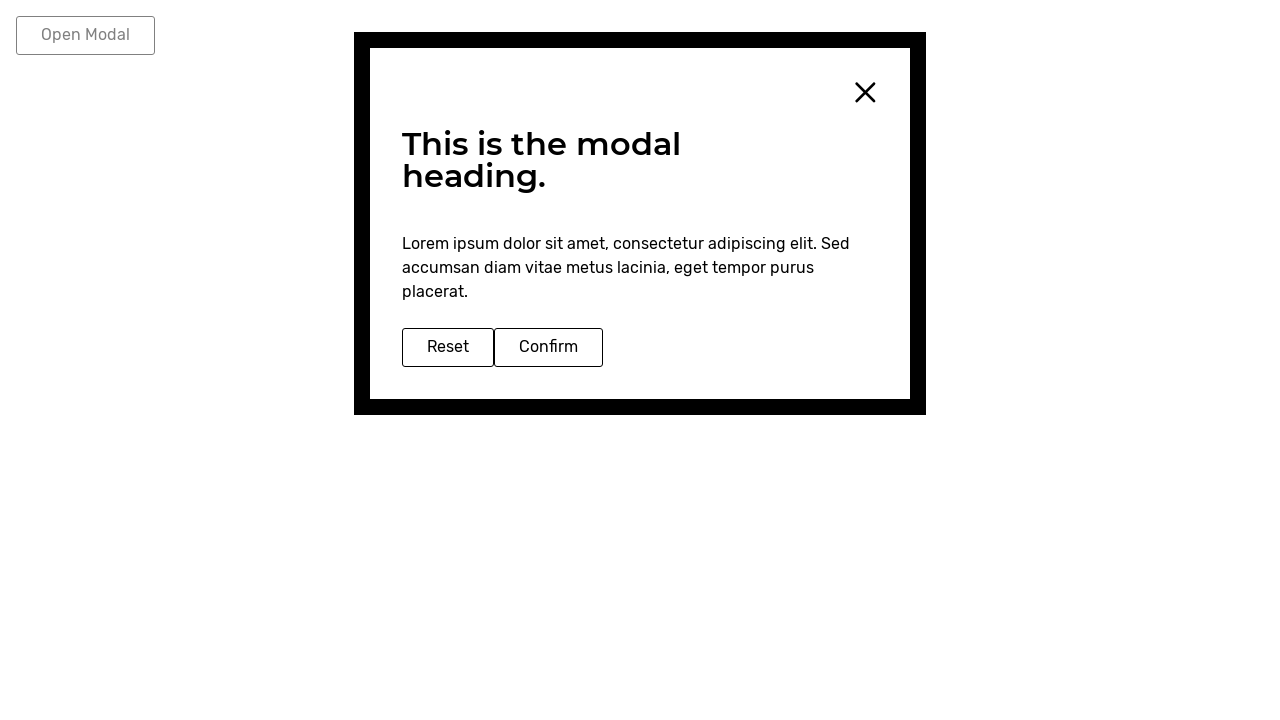 Open Modal
This is the modal
heading.
Lorem ipsum dolor sit amet, consectetur adipiscing elit. Sed
accumsan diam vitae metus lacinia, eget tempor purus
placerat.
Reset Confirm